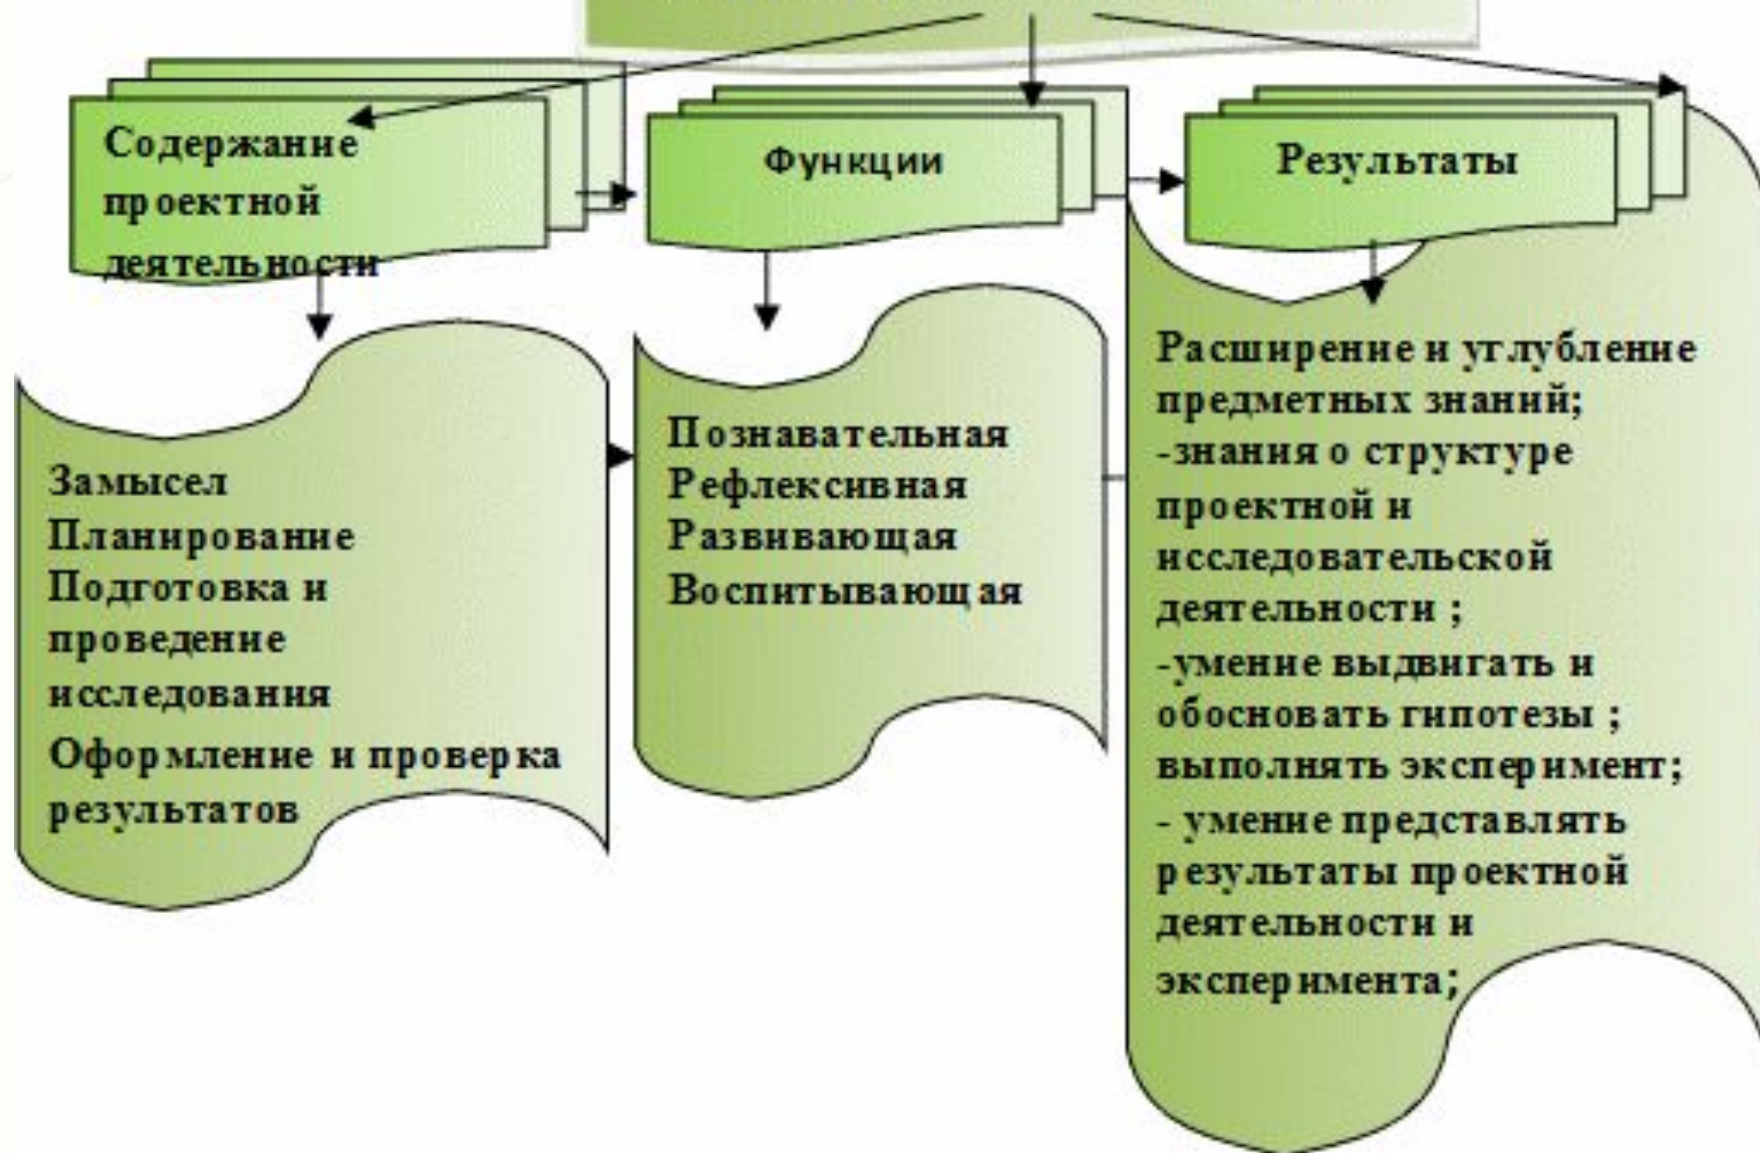 Содержание
проектной
деятельности
Функции
Результаты
Замысел
Планирование
Подготовка и
проведение
исследования
Оформление и проверка
результатов
Познавательная
Рефлексивная
Развивающая
Воспитывающая
Расширение и углубление
предметных знаний;
-знания о структуре
проектной и
исследовательской
деятельности ;
-умение выдвигать и
обосновать гипотезы ;
выполнять эксперимент;
- умение представлять
результаты проектной
деятельности и
эксперимента;